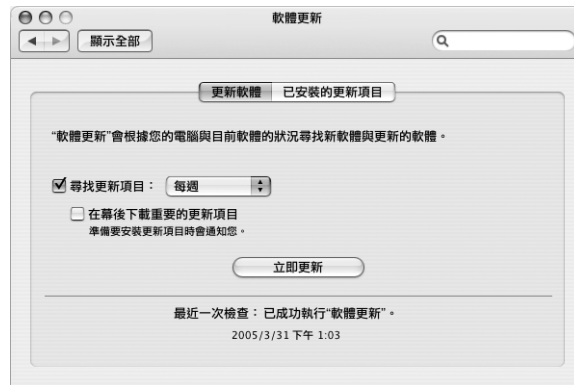 軟體更新
顯示全部
更新軟體 已安裝的更新項目
“軟體更新”會根據您的電腦與目前軟體的狀況尋找新軟體與更新的軟體。
尋找更新項目： 每週
在幕後下載重要的更新項目
準備要安裝更新項目時會通知您。
立即更新
最近一次檢查：已成功執行“軟體更新”。
2005/3/31 下午 1:03